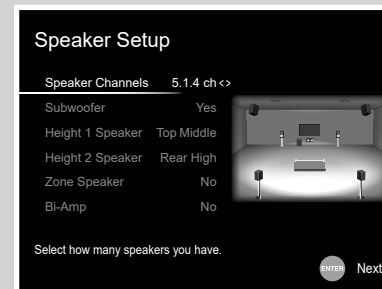 Speaker Setup
Speaker Channels 5.1.4 ch <>
Subwoofer Yes
Height 1 Speaker Top Middle
Height 2 Speaker Rear High
Zone Speaker No
Bi-Amp No
Select how many speakers you have.
ENTER Next